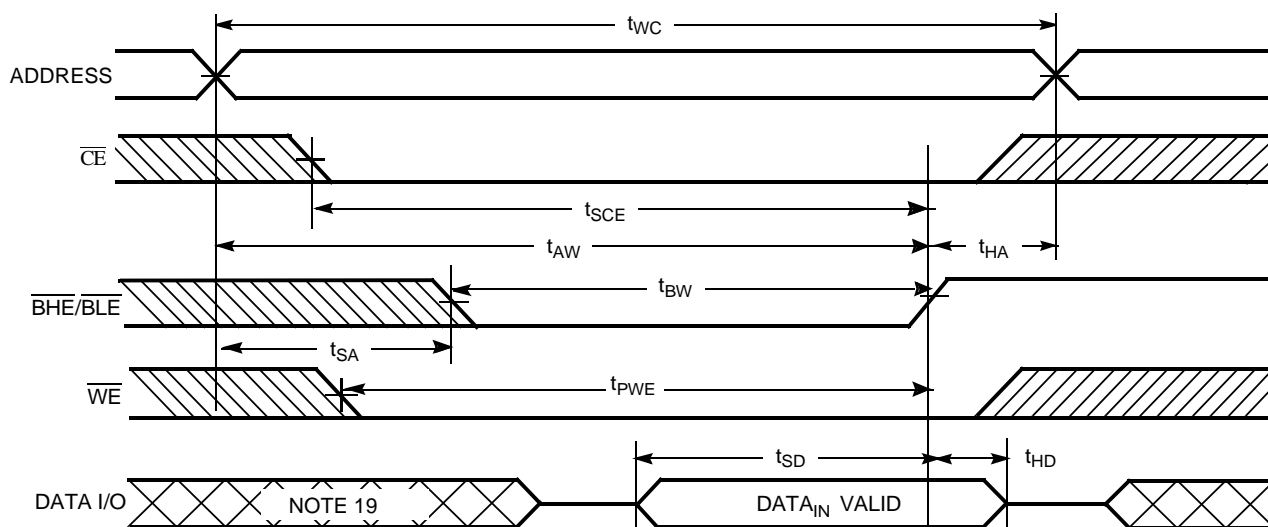 tWC
ADDRESS
CE
tSCE
tAW
tHA
BHE/BLE
tBW
tSA
WE
tPWE
tSD
tHD
DATA I/O
NOTE 19
DATAIN VALID